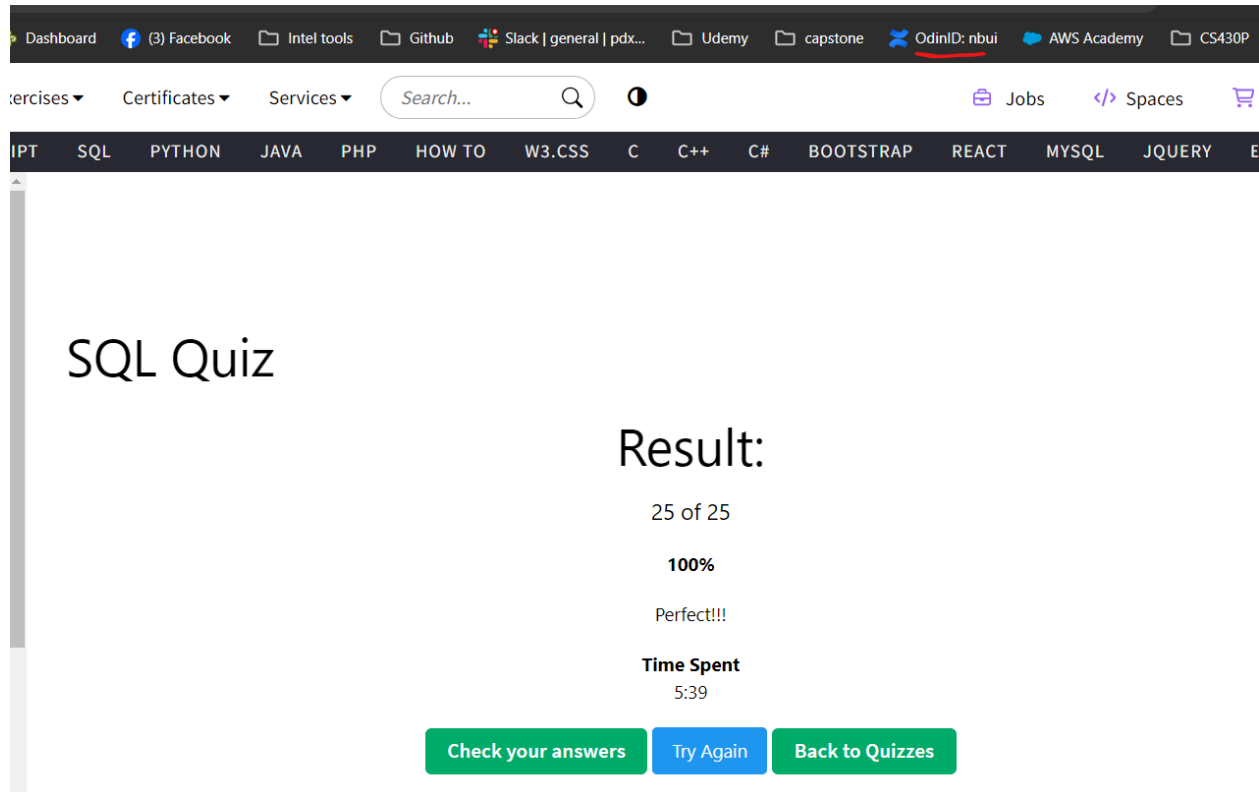 Dashboard (3) Facebook Intel tools Github Slack | general | pdx... Udemy capstone OdinID: nbui AWS Academy CS430P
xercises Certificates Services Search... Jobs </> Spaces
IPT SQL PYTHON JAVA PHP HOW TO W3.CSS C C++ C# BOOTSTRAP REACT MYSQL JQUERY E
SQL Quiz
Result:
25 of 25
100%
Perfect!!!
Time Spent
5:39
Check your answers Try Again Back to Quizzes